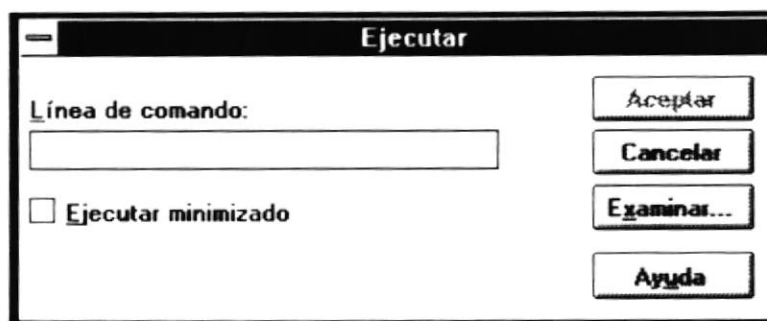 Ejecutar
Línea de comando:
Ejecutar minimizado
Aceptar
Cancelar
Examinar...
Ayuda